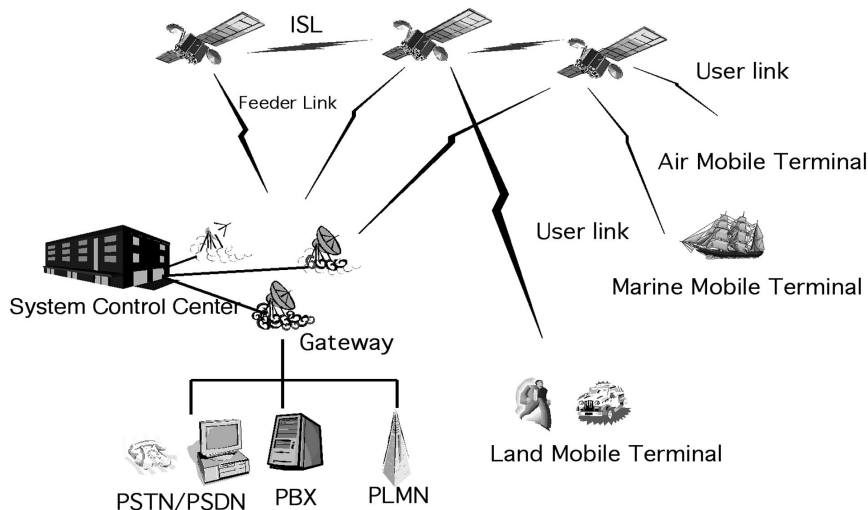 ISL
User link
Feeder Link
Air Mobile Terminal
User link
Marine Mobile Terminal
System Control Center
Gateway
Land Mobile Terminal
PSTN/PSDN
PBX
PLMN